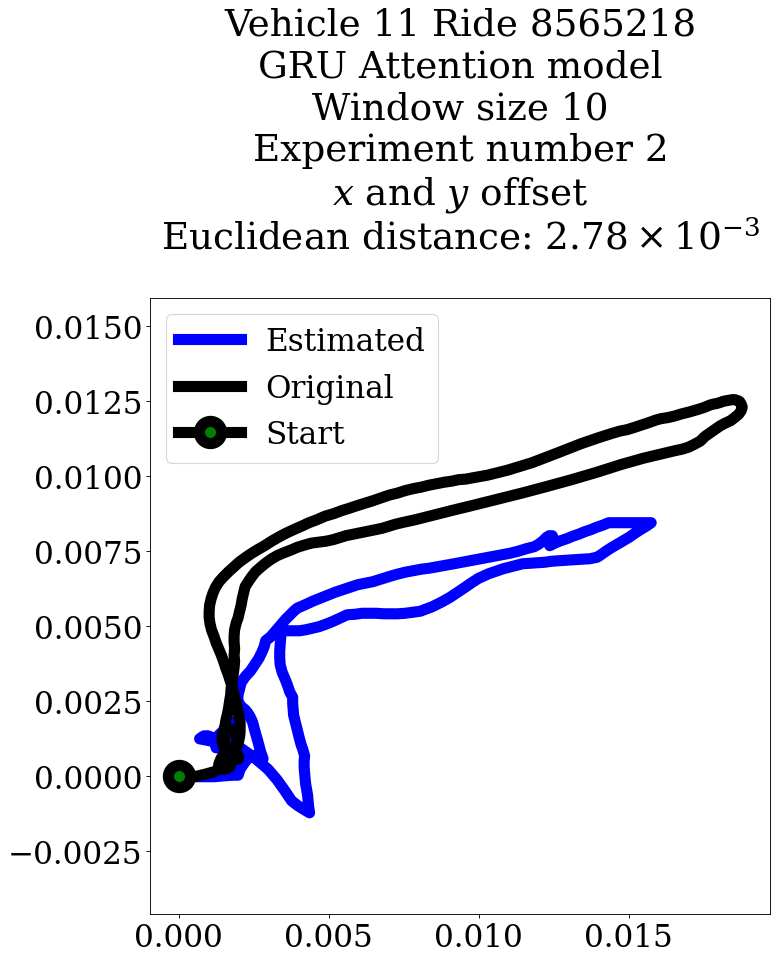 Vehicle 11 Ride 8565218
GRU Attention model
Window size 10
Experiment number 2
x and y offset
Euclidean distance: 2.78 × 10⁻³
Estimated
Original
Start
0.0150
0.0125
0.0100
0.0075
0.0050
0.0025
0.0000
−0.0025
0.000 0.005 0.010 0.015